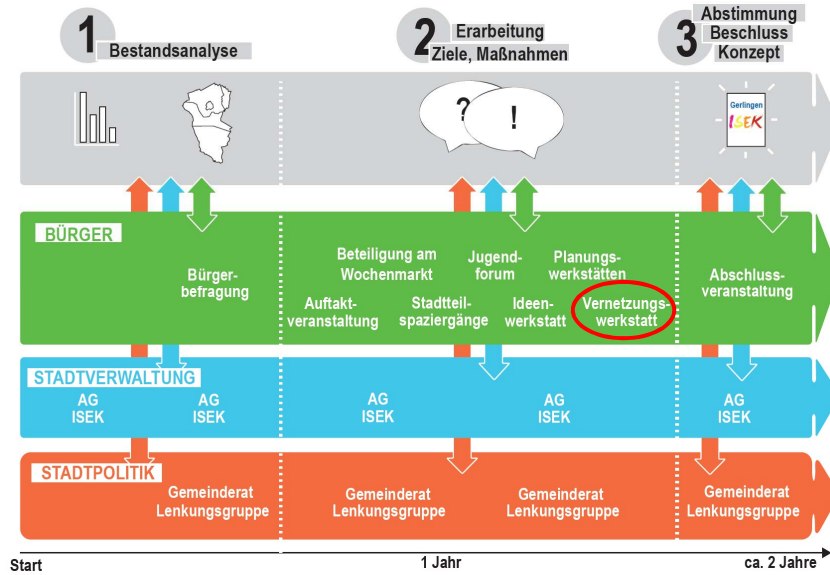 1
Bestandsanalyse
2
Erarbeitung
Ziele, Maßnahmen
3
Abstimmung
Beschluss
Konzept
?
!
Gerlingen
ISEK
BÜRGER
Bürger-
befragung
Beteiligung am
Wochenmarkt
Jugend-
forum
Planungs-
werkstätten
Auftakt-
veranstaltung
Stadtteil-
spaziergänge
Ideen-
werkstatt
Vernetzungs-
werkstatt
Abschluss-
veranstaltung
STADTVERWALTUNG
AG
ISEK
AG
ISEK
AG
ISEK
AG
ISEK
AG
ISEK
STADTPOLITIK
Gemeinderat
Lenkungsgruppe
Gemeinderat
Lenkungsgruppe
Gemeinderat
Lenkungsgruppe
Gemeinderat
Lenkungsgruppe
Start
1 Jahr
ca. 2 Jahre